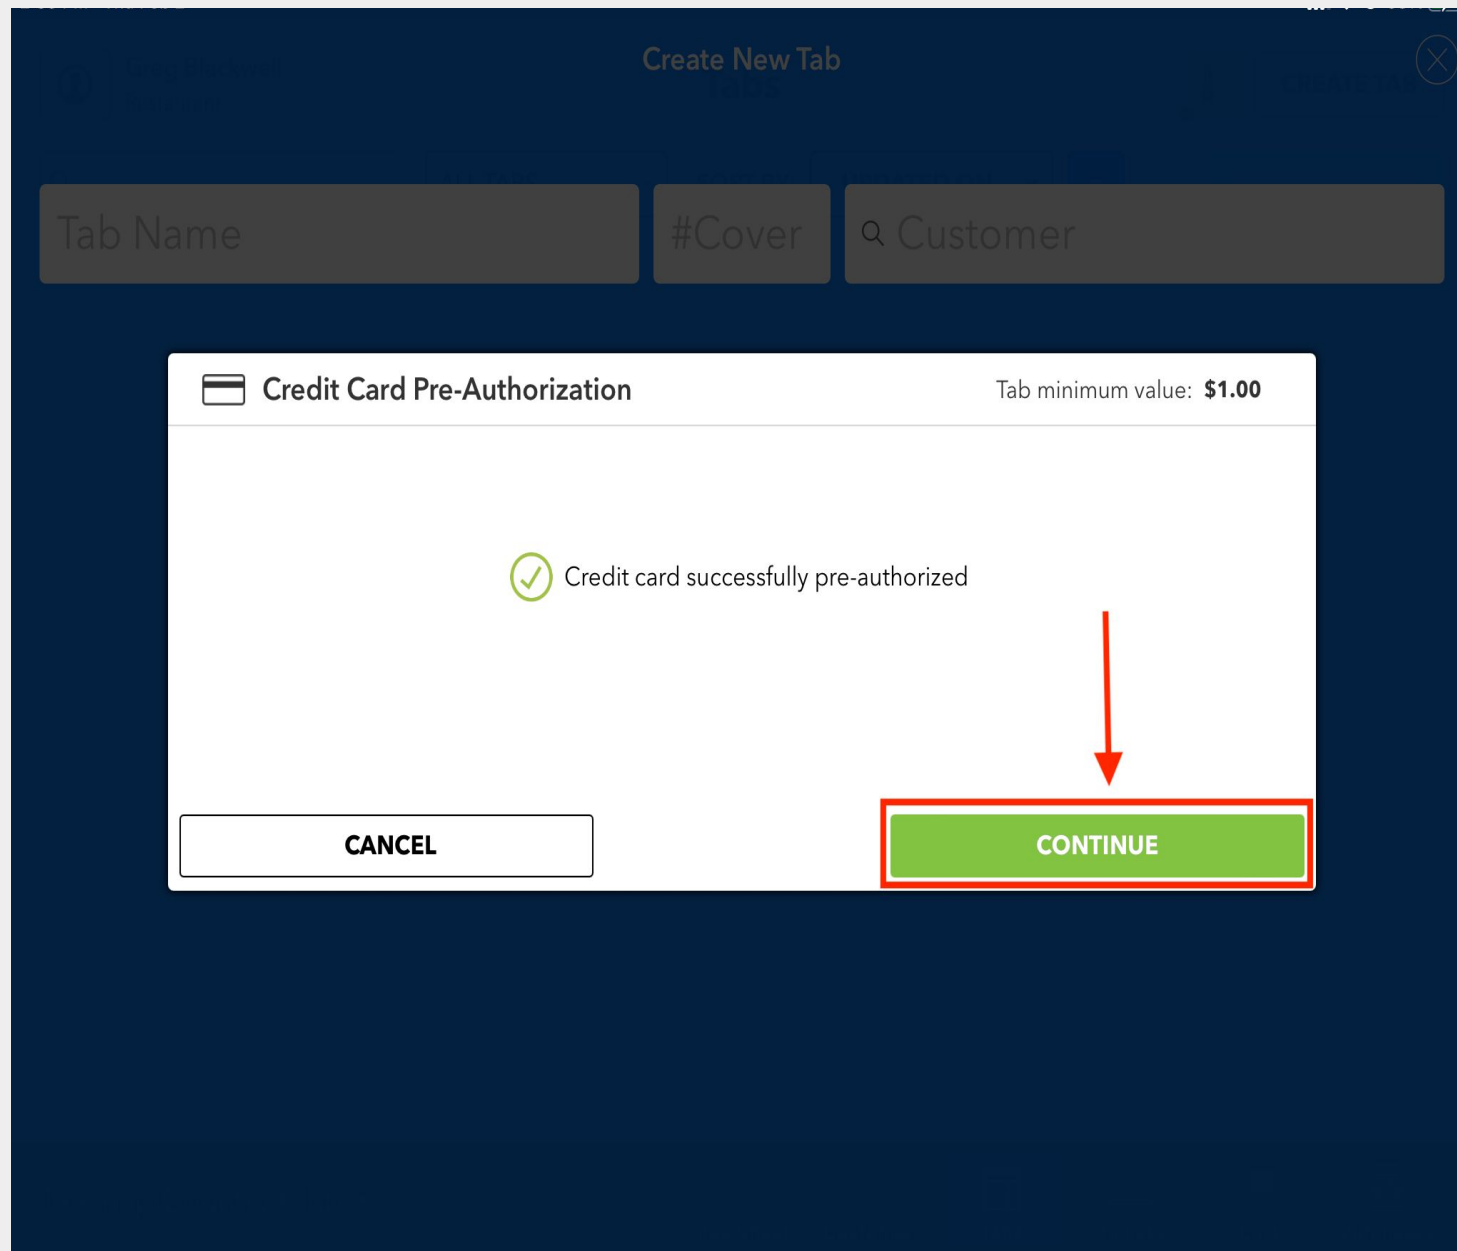 Create New Tab
Tabs
Tab Name
#Cover
Customer
Credit Card Pre-Authorization
Tab minimum value: $1.00
Credit card successfully pre-authorized
CANCEL
CONTINUE